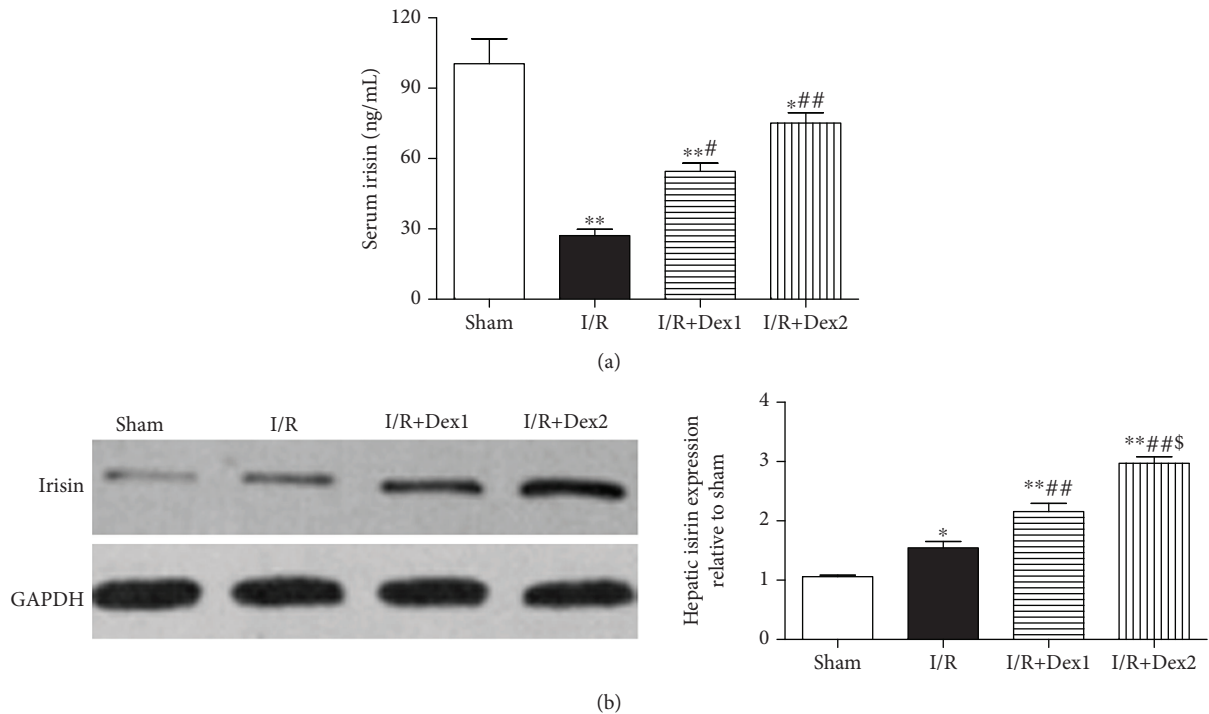 120
90
60
30
0
Serum irisin (ng/mL)
**
**#
*##
Sham I/R I/R+Dex1 I/R+Dex2
(a)
Sham I/R I/R+Dex1 I/R+Dex2
Irisin
GAPDH
4
3
2
1
0
Hepatic isirin expression
relative to sham
*
**##
**##$
Sham I/R I/R+Dex1 I/R+Dex2
(b)